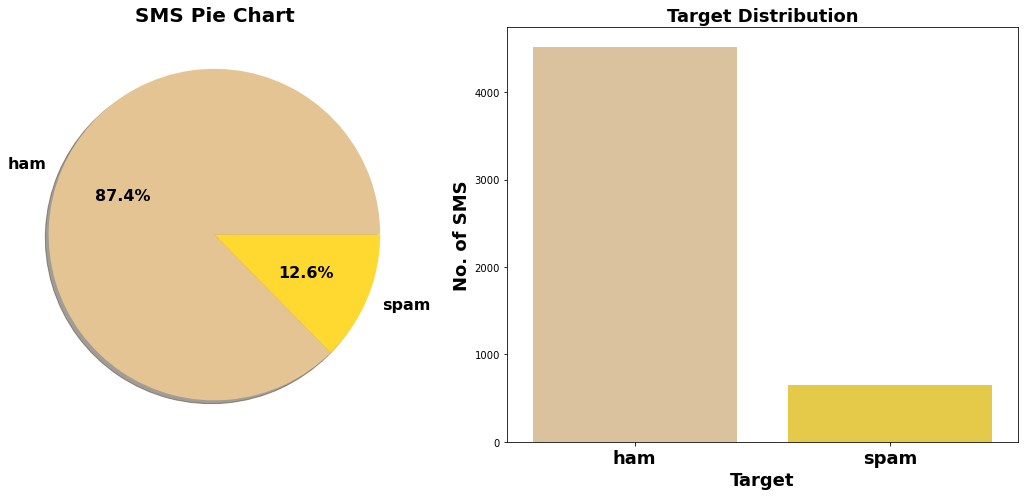 SMS Pie Chart
ham
87.4%
12.6%
spam
Target Distribution
No. of SMS
4000
3000
2000
1000
0
ham
spam
Target